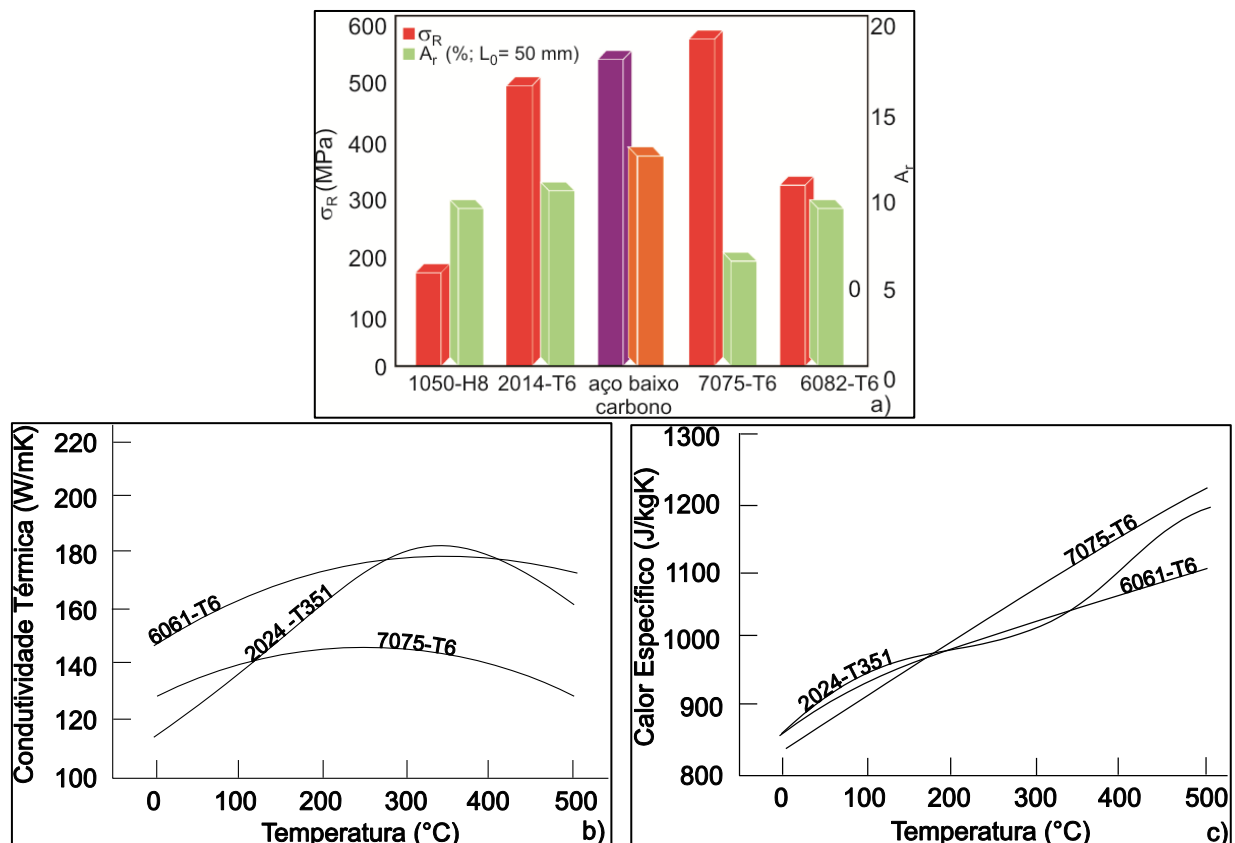 600
500
400
300
200
100
0
σR (MPa)
σR
Ar (%; L0= 50 mm)
20
15
10
0
5
0
Ar
1050-H8 2014-T6 aço baixo carbono 7075-T6 6082-T6
a)
220
200
180
160
140
120
100
Condutividade Térmica (W/mK)
6061-T6
2024 -T351
7075-T6
0 100 200 300 400 500
Temperatura (°C)
b)
1300
1200
1100
1000
900
800
Calor Específico (J/kgK)
7075-T6
6061-T6
2024-T351
0 100 200 300 400 500
Temperatura (°C)
c)